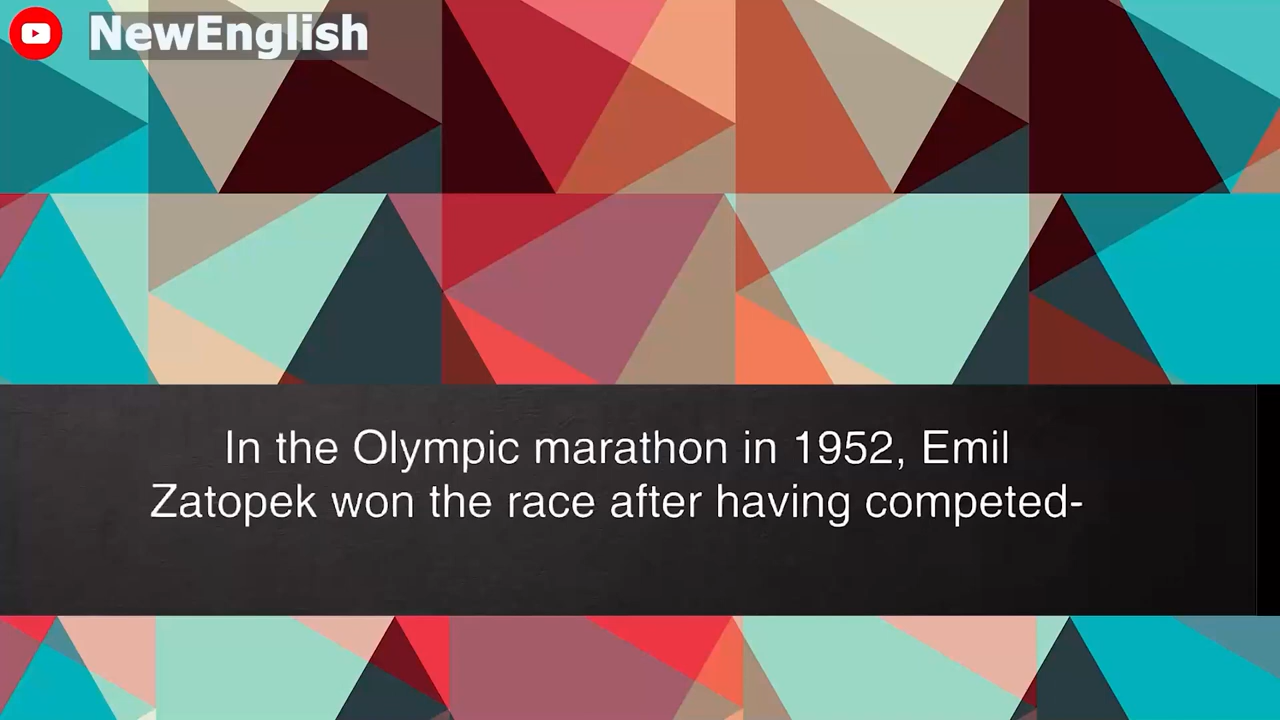 NewEnglish
In the Olympic marathon in 1952, Emil
Zatopek won the race after having competed-